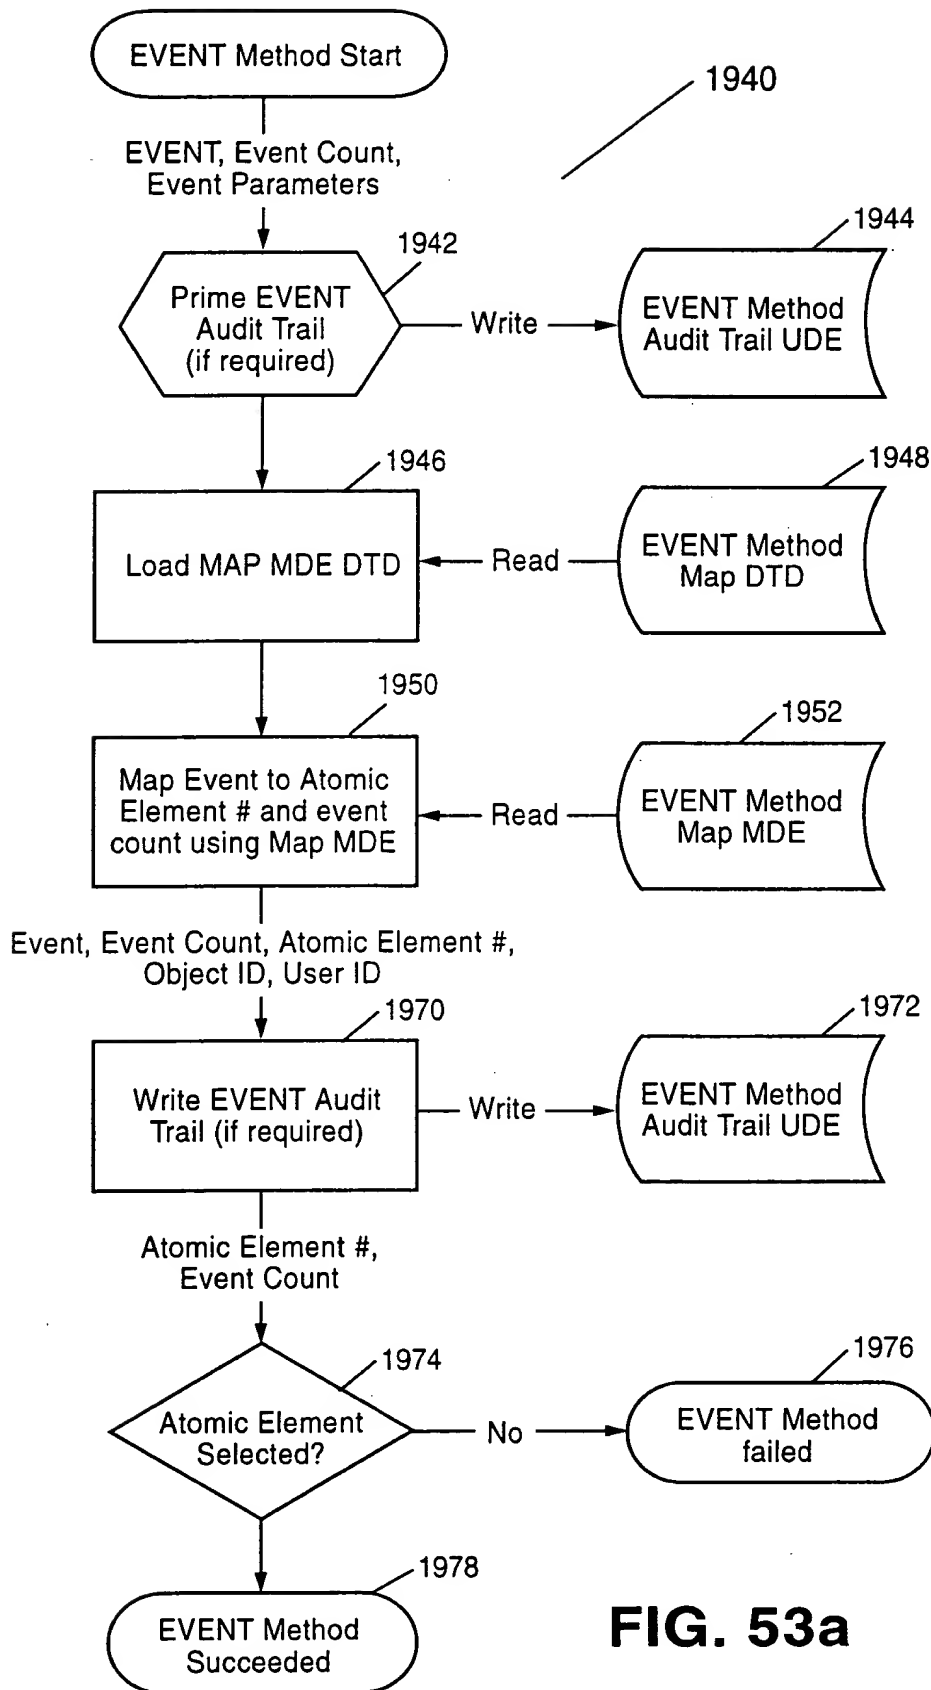 EVENT Method Start
1940
EVENT, Event Count,
Event Parameters
1942
1944
Prime EVENT
Audit Trail
(if required)
Write
EVENT Method
Audit Trail UDE
1946
1948
Load MAP MDE DTD
Read
EVENT Method
Map DTD
1950
1952
Map Event to Atomic
Element # and event
count using Map MDE
Read
EVENT Method
Map MDE
Event, Event Count, Atomic Element #,
Object ID, User ID
1970
1972
Write EVENT Audit
Trail (if required)
Write
EVENT Method
Audit Trail UDE
Atomic Element #,
Event Count
1974
1976
Atomic Element
Selected?
No
EVENT Method
failed
1978
EVENT Method
Succeeded
FIG. 53a